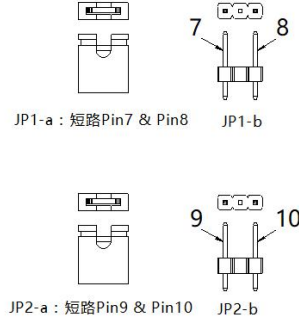 7 8
JP1-a：短路Pin7 & Pin8 JP1-b
9 10
JP2-a：短路Pin9 & Pin10 JP2-b